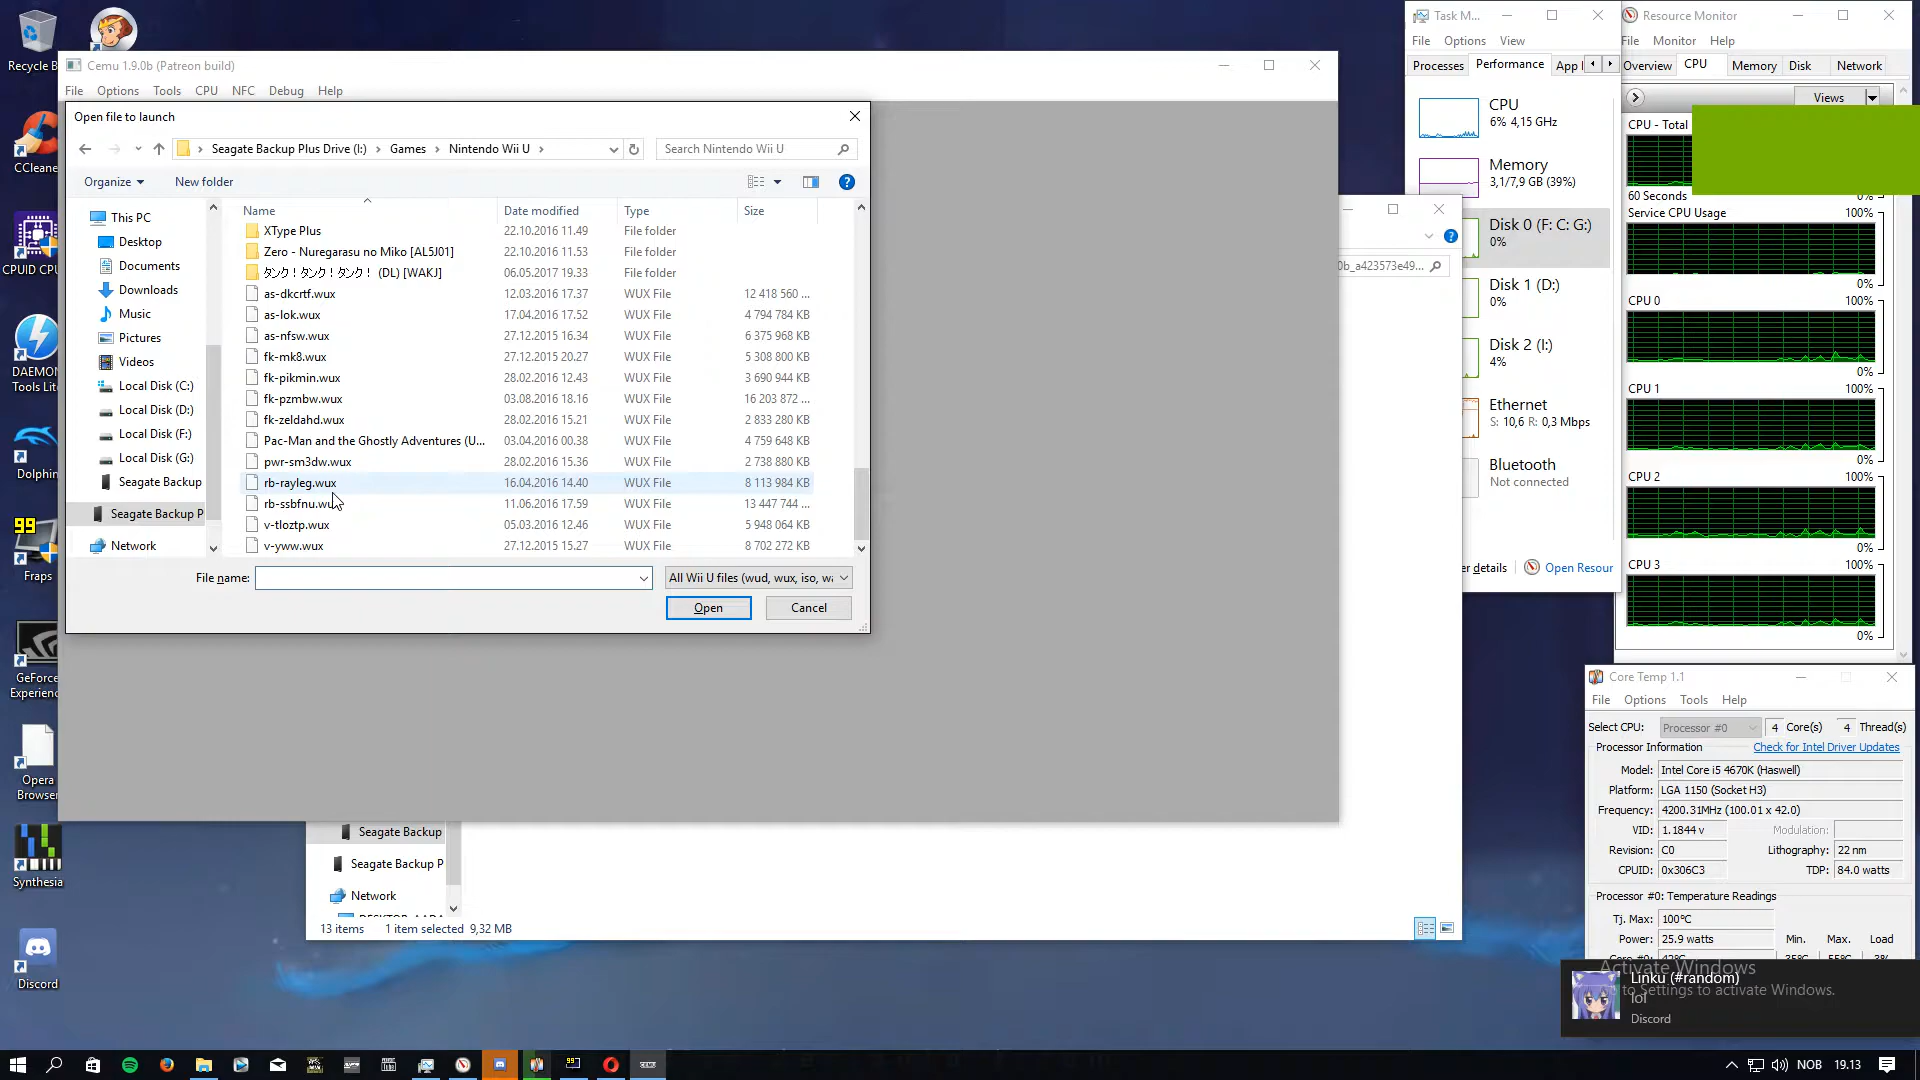 Recycle B
CCleane
CPUID CPU
DAEMON
Tools Lite
Dolphin
99
Fraps
GeForce
Experienc
Opera
Browser
Synthesia
Discord
Cemu 1.9.0b (Patreon build)
File Options Tools CPU NFC Debug Help
Open file to launch
Seagate Backup Plus Drive (I:) Games Nintendo Wii U
Search Nintendo Wii U
Organize New folder
This PC
Desktop
Documents
Downloads
Music
Pictures
Videos
Local Disk (C:)
Local Disk (D:)
Local Disk (F:)
Local Disk (G:)
Seagate Backup
Seagate Backup P
Network
Name Date modified Type Size
XType Plus 22.10.2016 11.49 File folder
Zero - Nuregarasu no Miko [AL5J01] 22.10.2016 11.53 File folder
タンク！タンク！タンク！ (DL) [WAKJ] 06.05.2017 19.33 File folder
as-dkcrtf.wux 12.03.2016 17.37 WUX File 12 418 560 ...
as-lok.wux 17.04.2016 17.52 WUX File 4 794 784 KB
as-nfsw.wux 27.12.2015 16.34 WUX File 6 375 968 KB
fk-mk8.wux 27.12.2015 20.27 WUX File 5 308 800 KB
fk-pikmin.wux 28.02.2016 12.43 WUX File 3 690 944 KB
fk-pzmbw.wux 03.08.2016 18.16 WUX File 16 203 872 ...
fk-zeldahd.wux 28.02.2016 15.21 WUX File 2 833 280 KB
Pac-Man and the Ghostly Adventures (U... 03.04.2016 00.38 WUX File 4 759 648 KB
pwr-sm3dw.wux 28.02.2016 15.36 WUX File 2 738 880 KB
rb-rayleg.wux 16.04.2016 14.40 WUX File 8 113 984 KB
rb-ssbfnu.wu 11.06.2016 17.59 WUX File 13 447 744 ...
v-tloztp.wux 05.03.2016 12.46 WUX File 5 948 064 KB
v-yww.wux 27.12.2015 15.27 WUX File 8 702 272 KB
File name:
All Wii U files (wud, wux, iso, wa
Open Cancel
0b_a423573e49...
Seagate Backup
Seagate Backup P
Network
13 items 1 item selected 9,32 MB
Task M...
File Options View
Processes Performance App
CPU
6% 4,15 GHz
Memory
3,1/7,9 GB (39%)
Disk 0 (F: C: G:)
0%
Disk 1 (D:)
0%
Disk 2 (I:)
4%
Ethernet
S: 10,6 R: 0,3 Mbps
Bluetooth
Not connected
er details Open Resour
Resource Monitor
File Monitor Help
Overview CPU Memory Disk Network
Views
CPU - Total
60 Seconds
Service CPU Usage 100%
0%
CPU 0 100%
0%
CPU 1 100%
0%
CPU 2 100%
0%
CPU 3 100%
0%
Core Temp 1.1
File Options Tools Help
Select CPU: Processor #0 4 Core(s) 4 Thread(s)
Processor Information Check for Intel Driver Updates
Model: Intel Core i5 4670K (Haswell)
Platform: LGA 1150 (Socket H3)
Frequency: 4200.31MHz (100.01 x 42.0)
VID: 1.1844 v Modulation:
Revision: C0 Lithography: 22 nm
CPUID: 0x306C3 TDP: 84.0 watts
Processor #0: Temperature Readings
Tj. Max: 100°C
Power: 25.9 watts Min. Max. Load
Activate Windows
Go to Settings to activate Windows.
Linku (#random)
lol
Discord
NOB 19.13